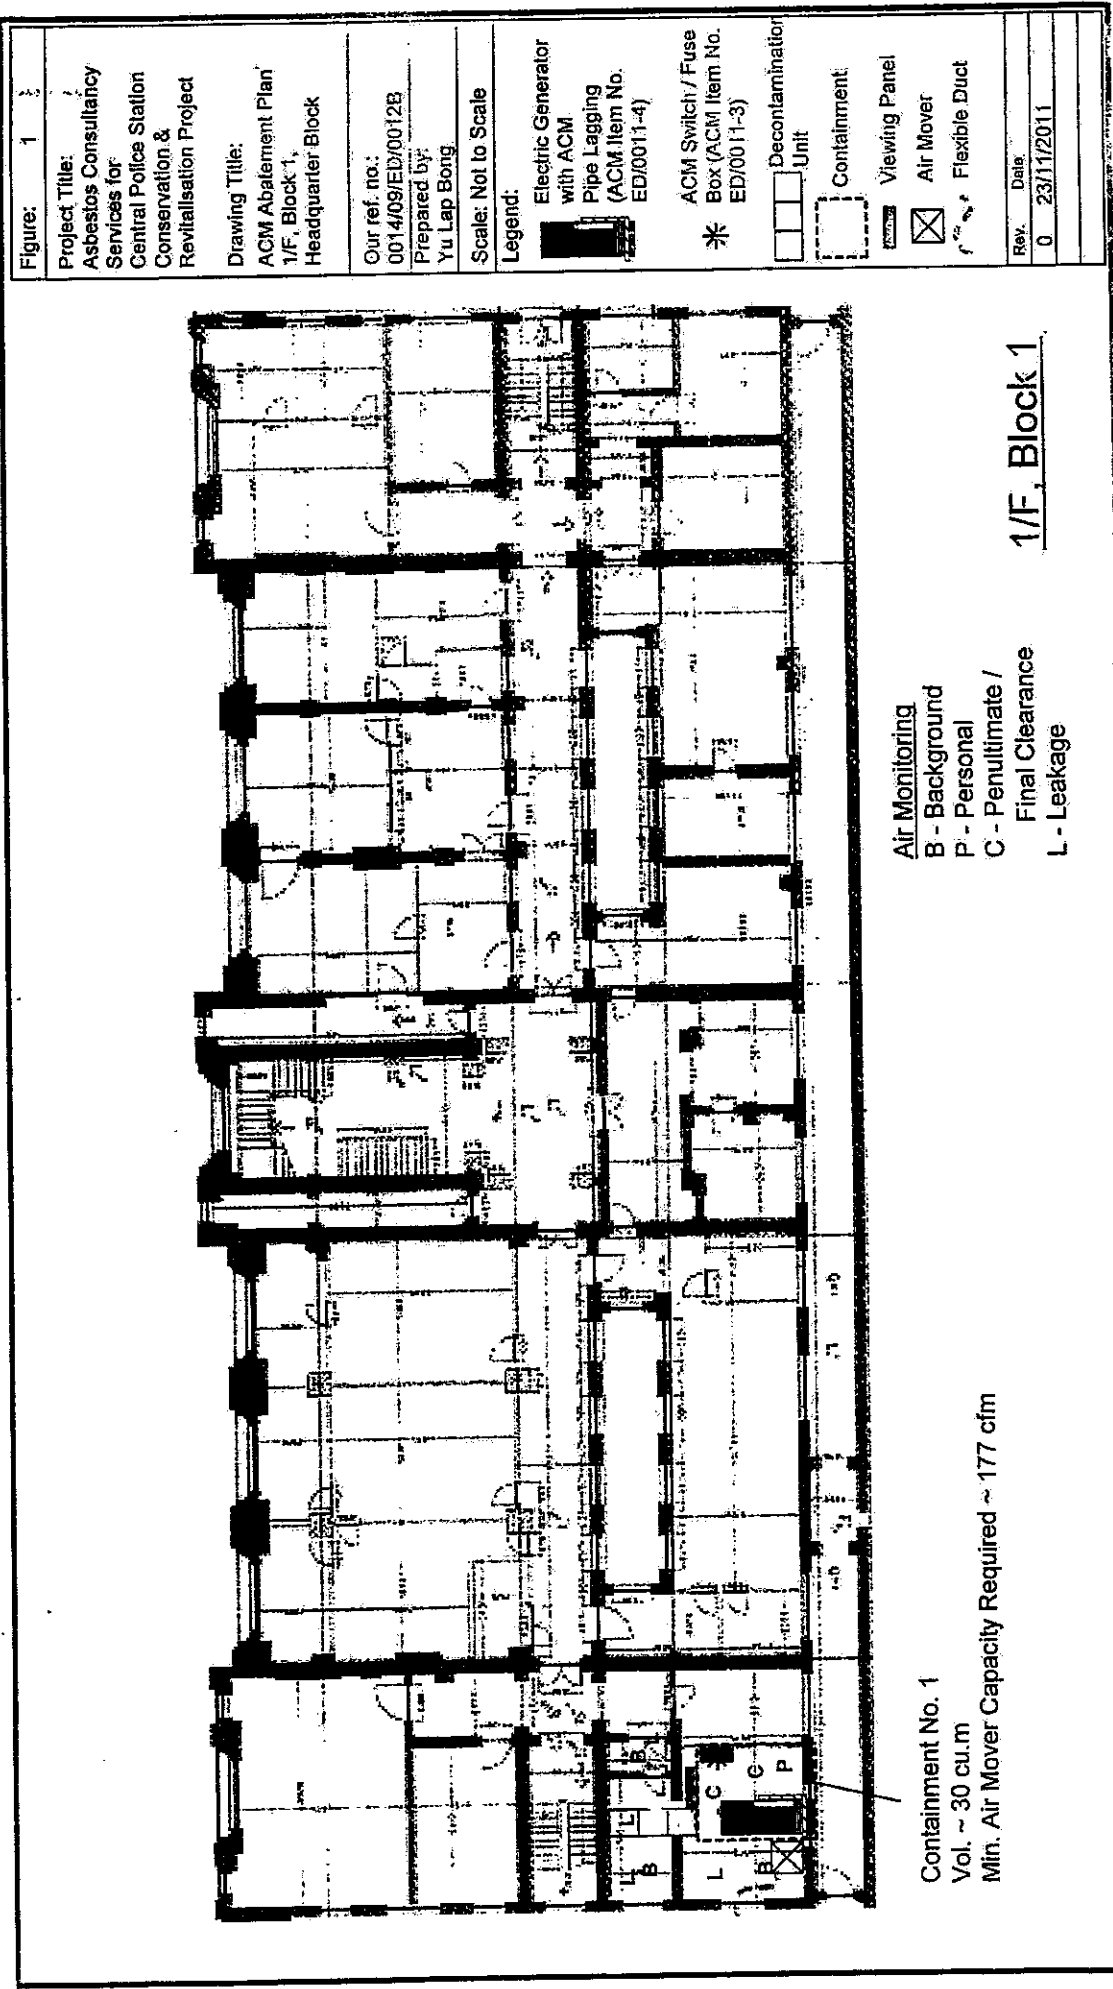 Figure: 1
Project Title:
Asbestos Consultancy
Services for
Central Police Station
Conservation &
Revitalisation Project
Drawing Title:
ACM Abatement Plan
1/F, Block 1,
Headquarter Block
Our ref. no.:
0014/09/ED/0012B
Prepared by:
Yu Lap Bong
Scale: Not to Scale
Legend:
Electric Generator
with ACM
Pipe Lagging
(ACM Item No.
ED/0011-4)
ACM Switch / Fuse
Box (ACM Item No.
ED/0011-3)
Decontamination
Unit
Containment
Viewing Panel
Air Mover
Flexible Duct
Rev. Date
0 23/11/2011
1/F, Block 1
Air Monitoring
B - Background
P - Personal
C - Penultimate /
Final Clearance
L - Leakage
Containment No. 1
Vol. ~ 30 cu.m
Min. Air Mover Capacity Required ~ 177 cfm
B
L
L
B
C
C
P
L
B